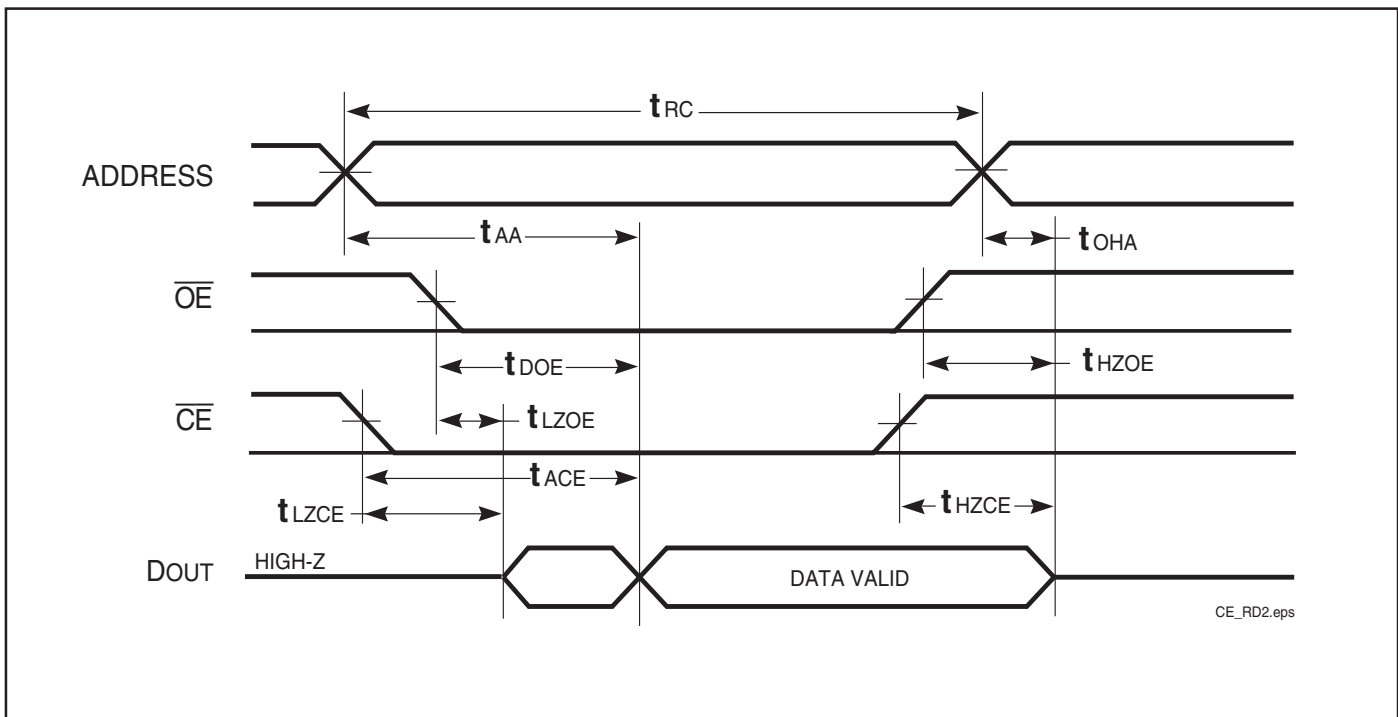 tRC
ADDRESS
tAA
tOHA
OE
tDOE
tHZOE
CE
tLZOE
tACE
tLZCE
tHZCE
DOUT
HIGH-Z
DATA VALID
CE_RD2.eps